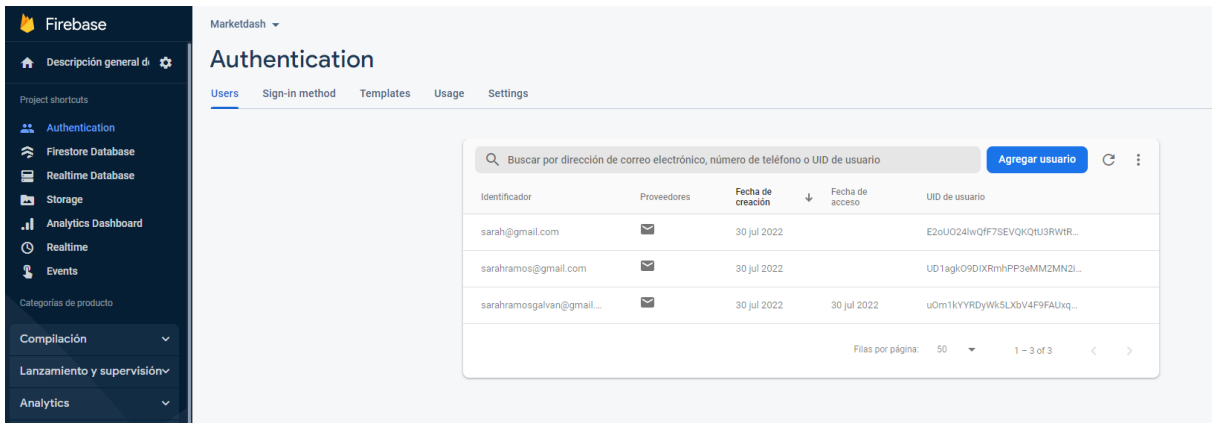 Firebase
Descripción general de
Project shortcuts
Authentication
Firestore Database
Realtime Database
Storage
Analytics Dashboard
Realtime
Events
Categorías de producto
Compilación
Lanzamiento y supervisión
Analytics
Marketdash
Authentication
Users Sign-in method Templates Usage Settings
Buscar por dirección de correo electrónico, número de teléfono o UID de usuario Agregar usuario
Identificador Proveedores Fecha de creación Fecha de acceso UID de usuario
sarah@gmail.com 30 jul 2022 E2oUO24lwQfF7SEVQKQtU3RWtR...
sarahramos@gmail.com 30 jul 2022 UD1agkO9DIXRmhPP3eMM2MN2i...
sarahramosgalvan@gmail.... 30 jul 2022 30 jul 2022 uOm1kYYRDyWk5LXbV4F9FAUxq...
Filas por página: 50 1 – 3 of 3